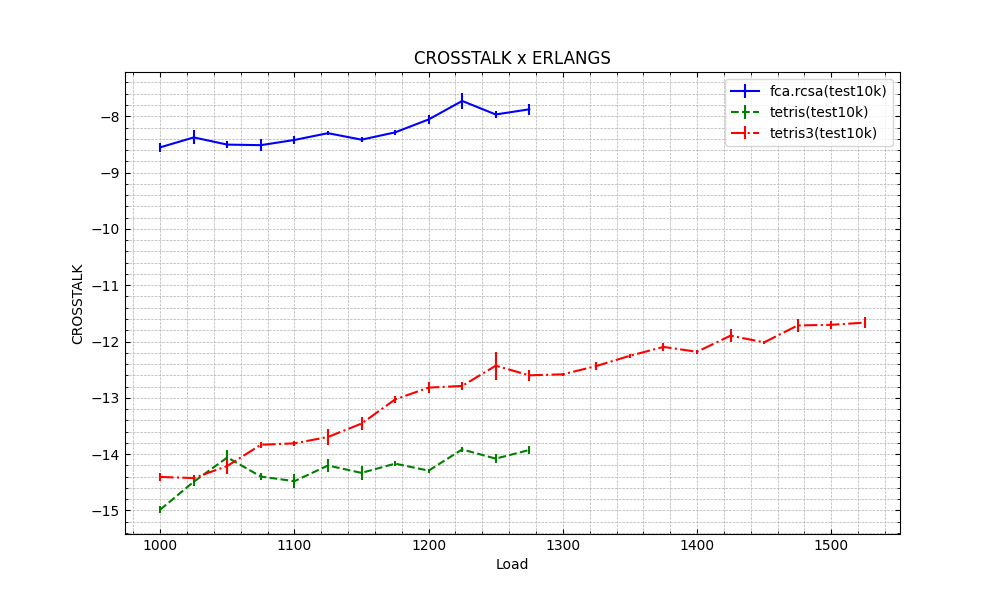 CROSSTALK x ERLANGS
fca.rcsa(test10k)
tetris(test10k)
tetris3(test10k)
CROSSTALK
−8
−9
−10
−11
−12
−13
−14
−15
1000 1100 1200 1300 1400 1500
Load